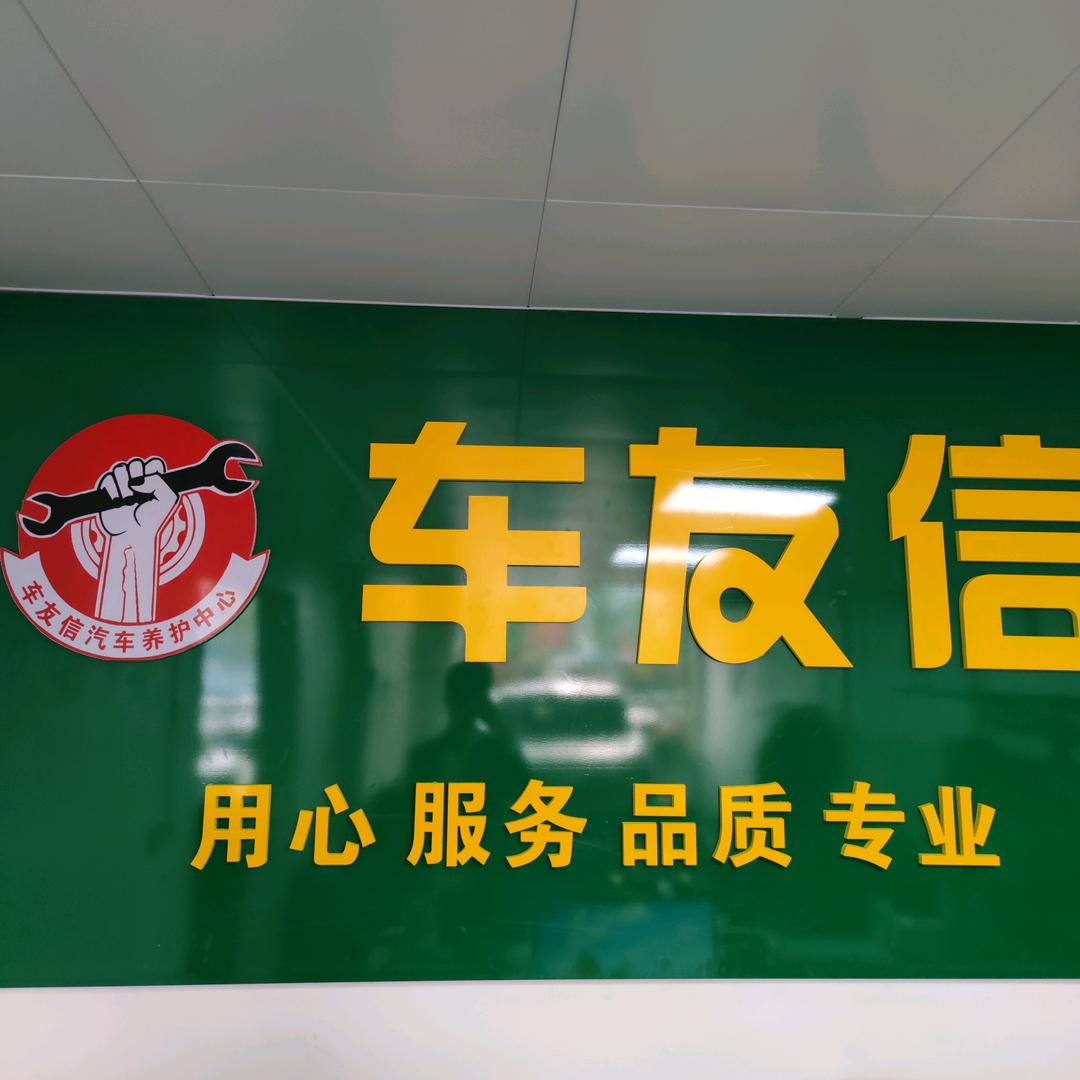 车友信
车友信汽车养护中心
用心 服务 品质 专业